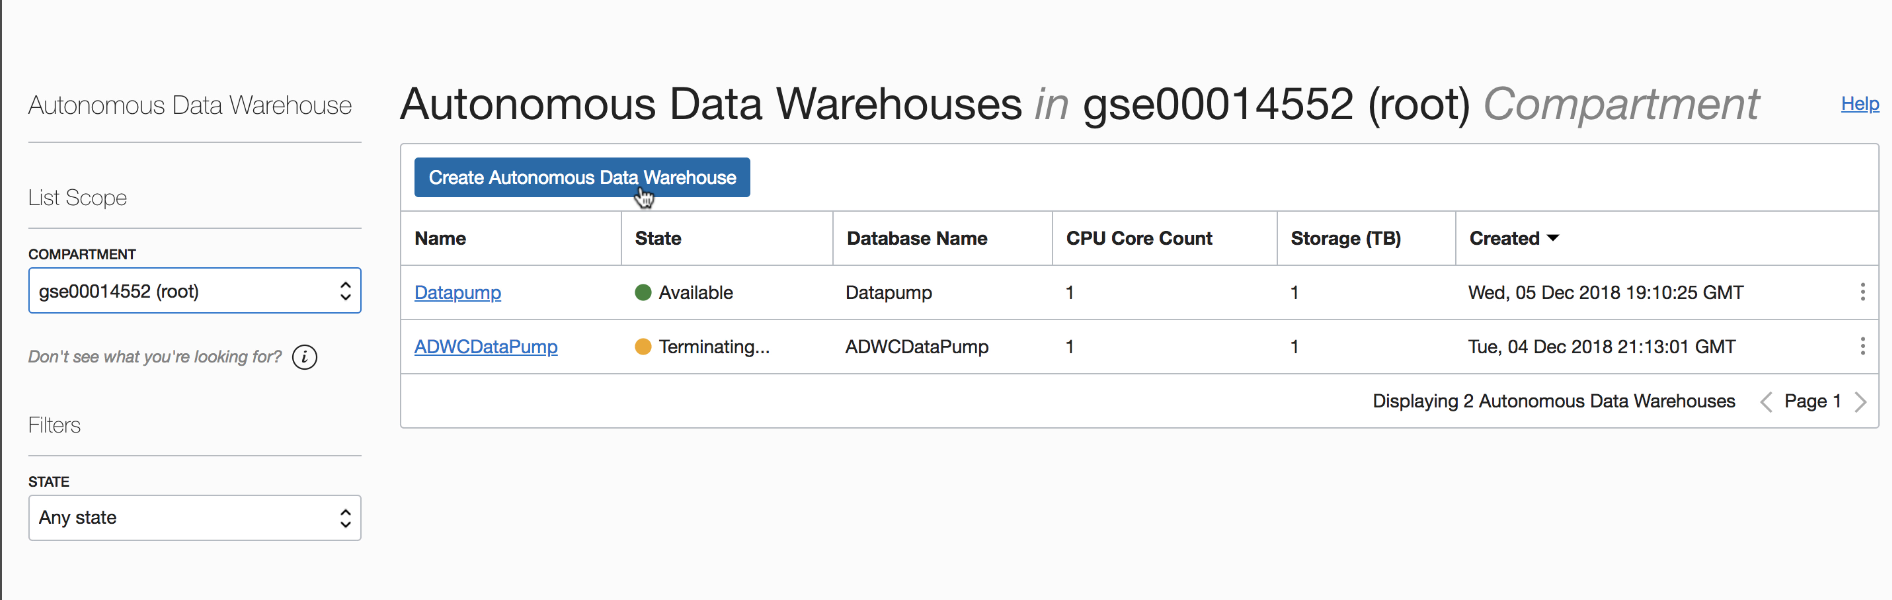 Autonomous Data Warehouse
List Scope
COMPARTMENT
gse00014552 (root)
Don't see what you're looking for? i
Filters
STATE
Any state
Autonomous Data Warehouses in gse00014552 (root) Compartment
Help
Create Autonomous Data Warehouse
Name State Database Name CPU Core Count Storage (TB) Created
Datapump Available Datapump 1 1 Wed, 05 Dec 2018 19:10:25 GMT
ADWCDataPump Terminating... ADWCDataPump 1 1 Tue, 04 Dec 2018 21:13:01 GMT
Displaying 2 Autonomous Data Warehouses Page 1